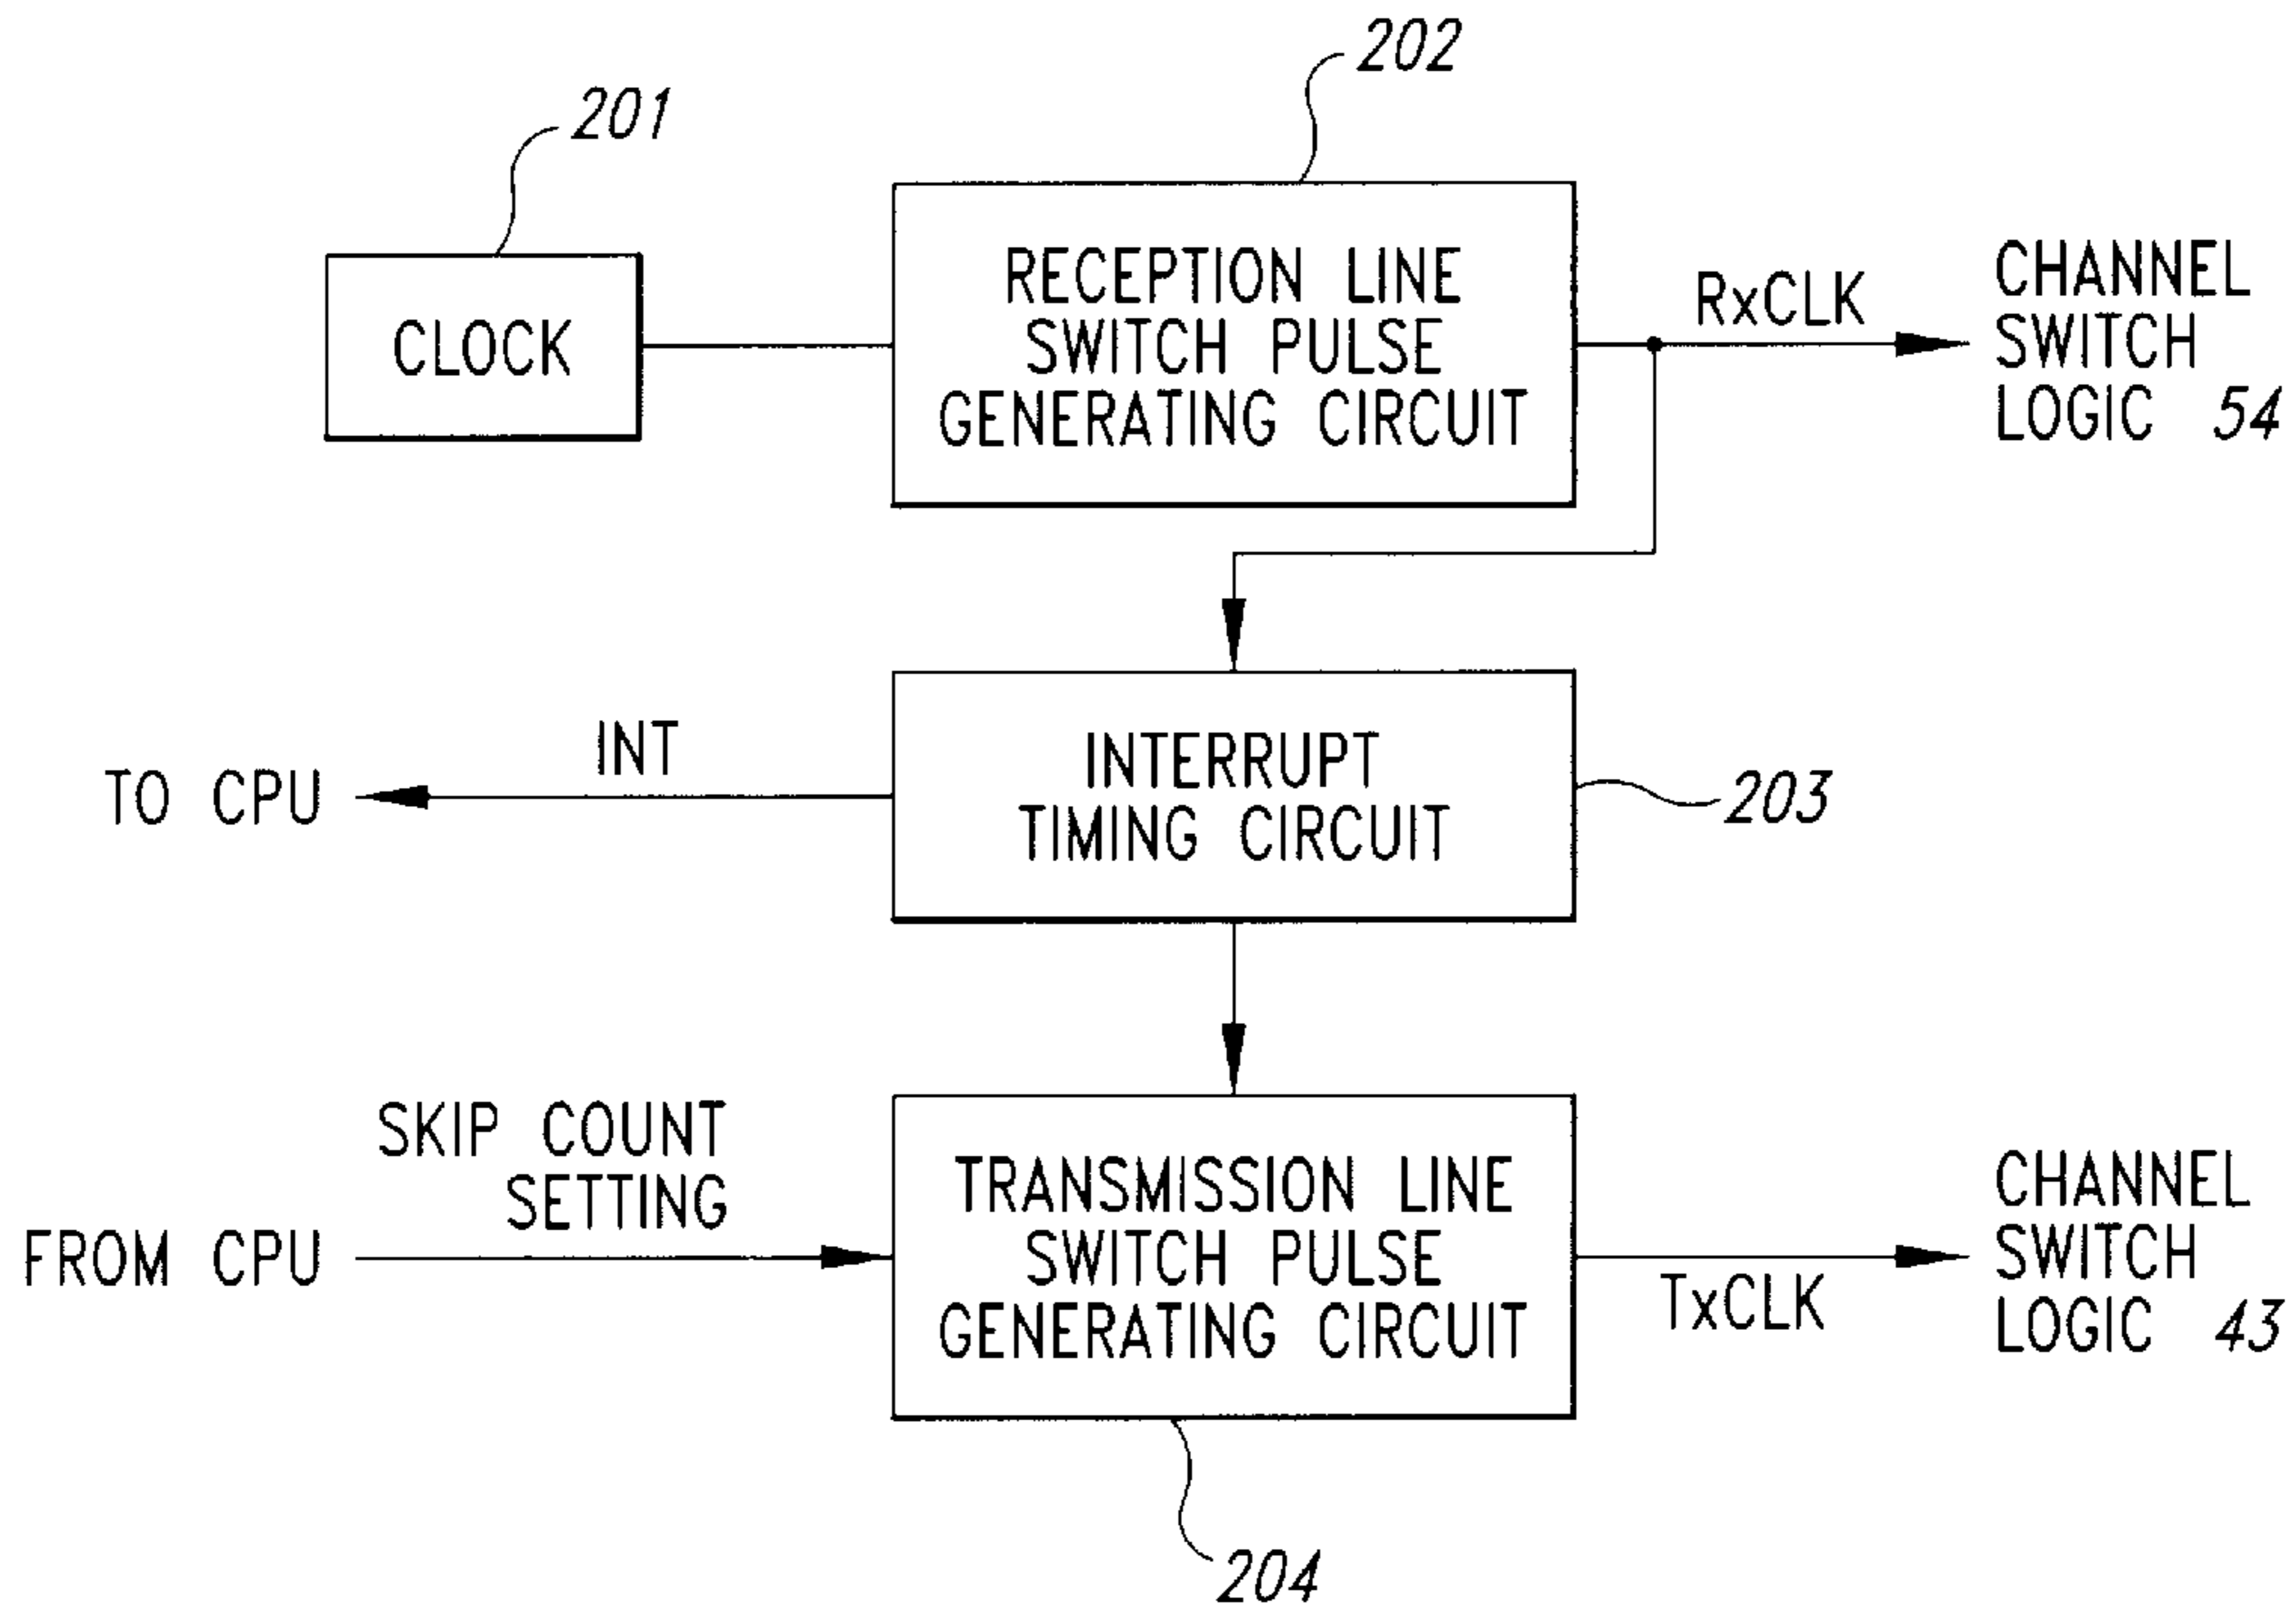 202
201
CLOCK
RECEPTION LINE
SWITCH PULSE
GENERATING CIRCUIT
RxCLK
CHANNEL
SWITCH
LOGIC 54
TO CPU
INT
INTERRUPT
TIMING CIRCUIT
203
FROM CPU
SKIP COUNT
SETTING
TRANSMISSION LINE
SWITCH PULSE
GENERATING CIRCUIT
TxCLK
CHANNEL
SWITCH
LOGIC 43
204